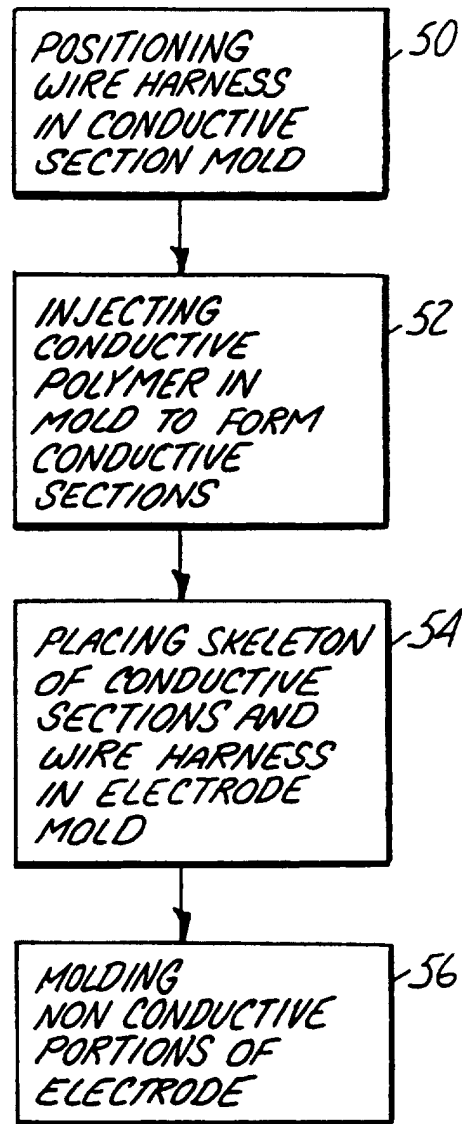 POSITIONING
WIRE HARNESS
IN CONDUCTIVE
SECTION MOLD
50
INJECTING
CONDUCTIVE
POLYMER IN
MOLD TO FORM
CONDUCTIVE
SECTIONS
52
PLACING SKELETON
OF CONDUCTIVE
SECTIONS AND
WIRE HARNESS
IN ELECTRODE
MOLD
54
MOLDING
NON CONDUCTIVE
PORTIONS OF
ELECTRODE
56